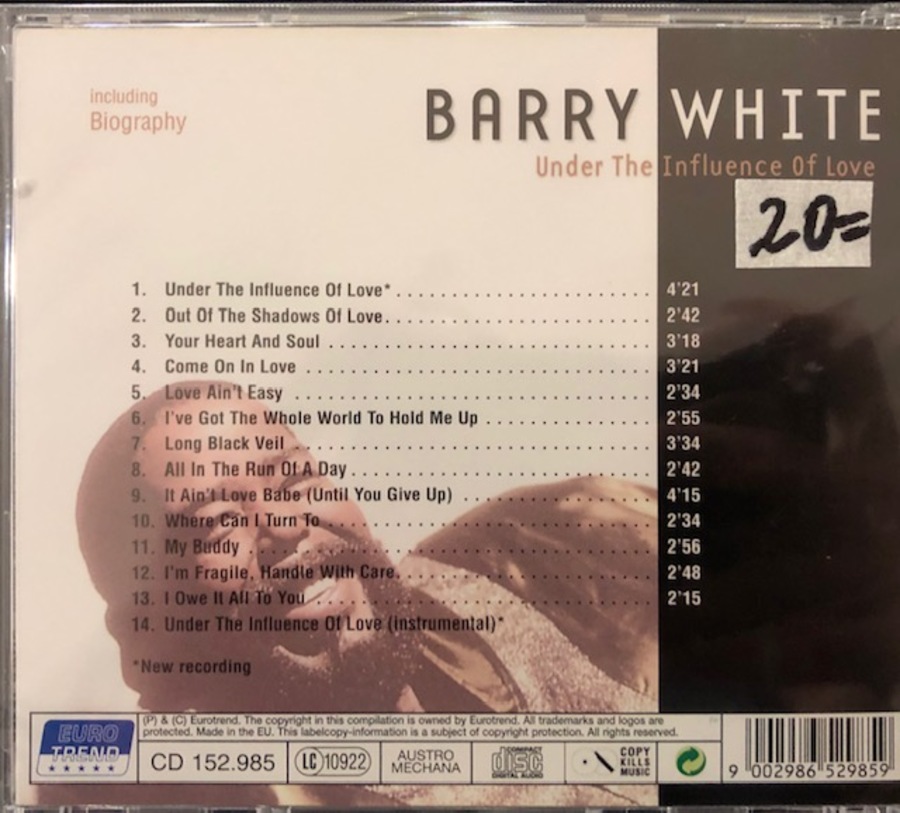 including
Biography
BARRY WHITE
Under The Influence Of Love
20=
1. Under The Influence Of Love* 4'21
2. Out Of The Shadows Of Love 2'42
3. Your Heart And Soul 3'18
4. Come On In Love 3'21
5. Love Ain't Easy 2'34
6. I've Got The Whole World To Hold Me Up 2'55
7. Long Black Veil 3'34
8. All In The Run Of A Day 2'42
9. It Ain't Love Babe (Until You Give Up) 4'15
10. Where Can I Turn To 2'34
11. My Buddy 2'56
12. I'm Fragile, Handle With Care 2'48
13. I Owe It All To You 2'15
14. Under The Influence Of Love (instrumental)*
*New recording
EURO
TREND
(P) & (C) Eurotrend. The copyright in this compilation is owned by Eurotrend. All trademarks and logos are
protected. Made in the EU. This labelcopy-information is a subject of copyright protection. All rights reserved.
CD 152.985
LC 10922
AUSTRO
MECHANA
COMPACT
disc
DIGITAL AUDIO
COPY
KILLS
MUSIC
9 002986 529859